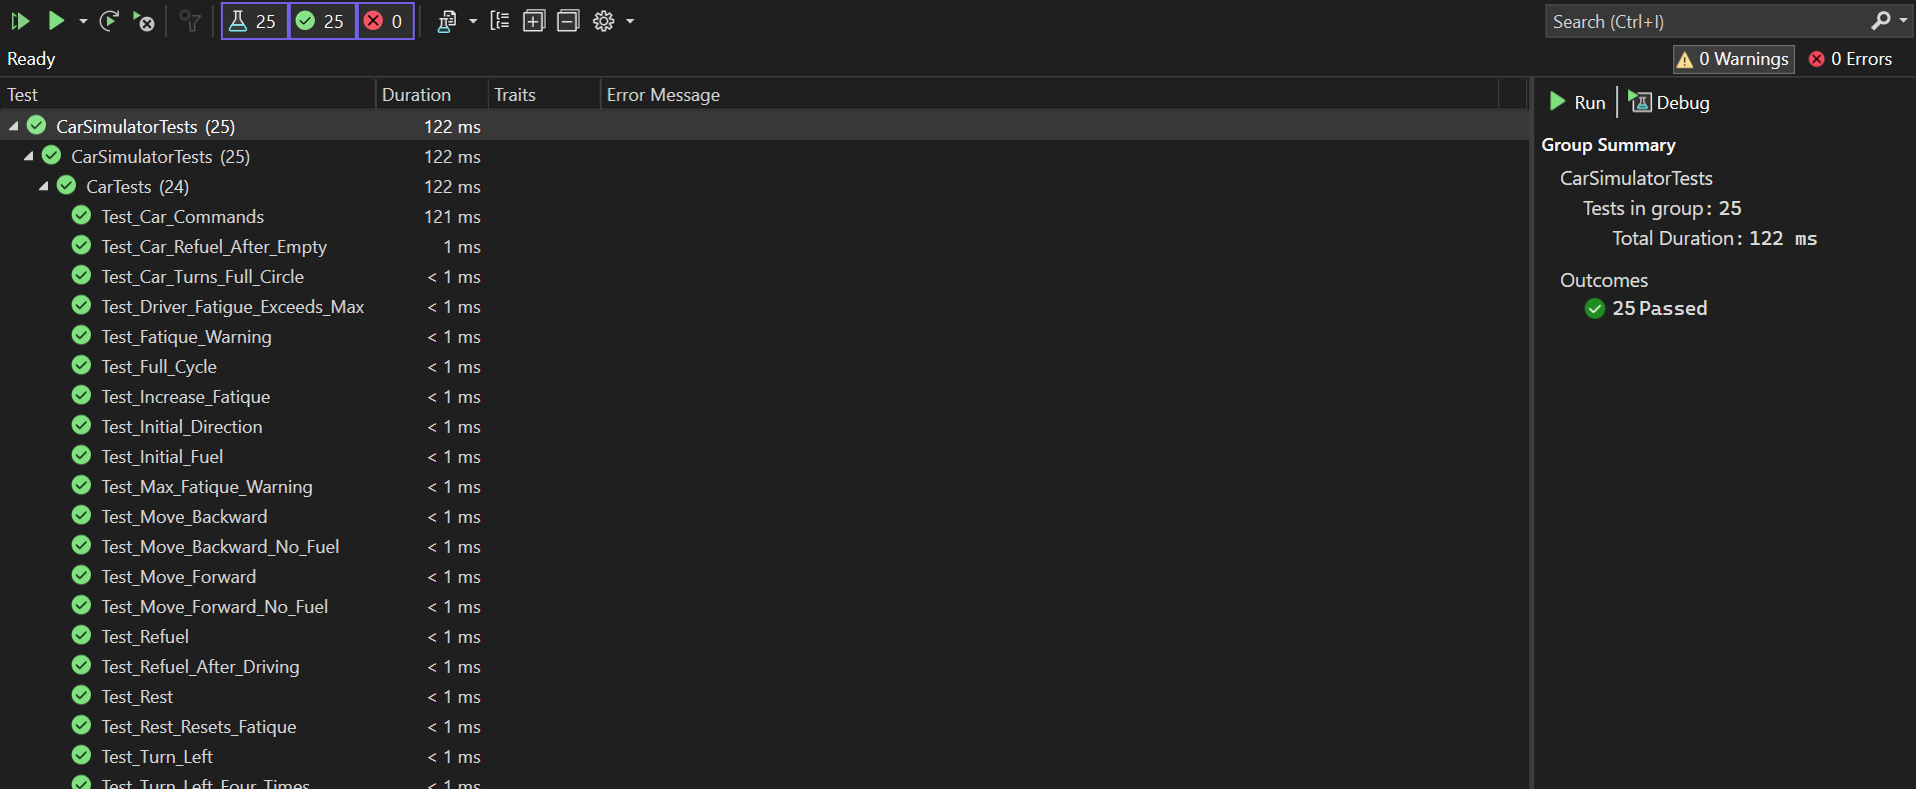 25 25 0
Search (Ctrl+I)
Ready
0 Warnings 0 Errors
Test Duration Traits Error Message
CarSimulatorTests (25) 122 ms
CarSimulatorTests (25) 122 ms
CarTests (24) 122 ms
Test_Car_Commands 121 ms
Test_Car_Refuel_After_Empty 1 ms
Test_Car_Turns_Full_Circle < 1 ms
Test_Driver_Fatigue_Exceeds_Max < 1 ms
Test_Fatique_Warning < 1 ms
Test_Full_Cycle < 1 ms
Test_Increase_Fatique < 1 ms
Test_Initial_Direction < 1 ms
Test_Initial_Fuel < 1 ms
Test_Max_Fatique_Warning < 1 ms
Test_Move_Backward < 1 ms
Test_Move_Backward_No_Fuel < 1 ms
Test_Move_Forward < 1 ms
Test_Move_Forward_No_Fuel < 1 ms
Test_Refuel < 1 ms
Test_Refuel_After_Driving < 1 ms
Test_Rest < 1 ms
Test_Rest_Resets_Fatique < 1 ms
Test_Turn_Left < 1 ms
Test_Turn_Left_Four_Times < 1 ms
Run Debug
Group Summary
CarSimulatorTests
Tests in group: 25
Total Duration: 122 ms
Outcomes
25 Passed